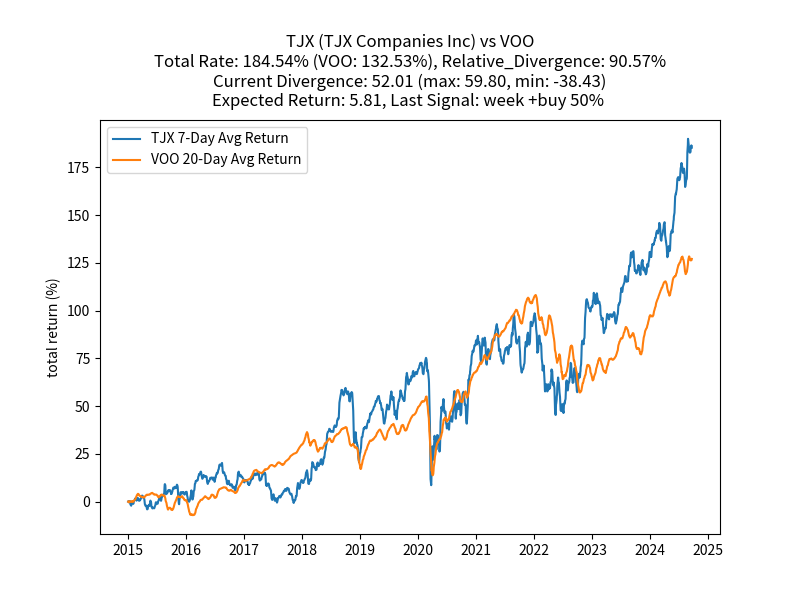 TJX (TJX Companies Inc) vs VOO
Total Rate: 184.54% (VOO: 132.53%), Relative_Divergence: 90.57%
Current Divergence: 52.01 (max: 59.80, min: -38.43)
Expected Return: 5.81, Last Signal: week +buy 50%
TJX 7-Day Avg Return
VOO 20-Day Avg Return
total return (%)
175
150
125
100
75
50
25
0
2015 2016 2017 2018 2019 2020 2021 2022 2023 2024 2025